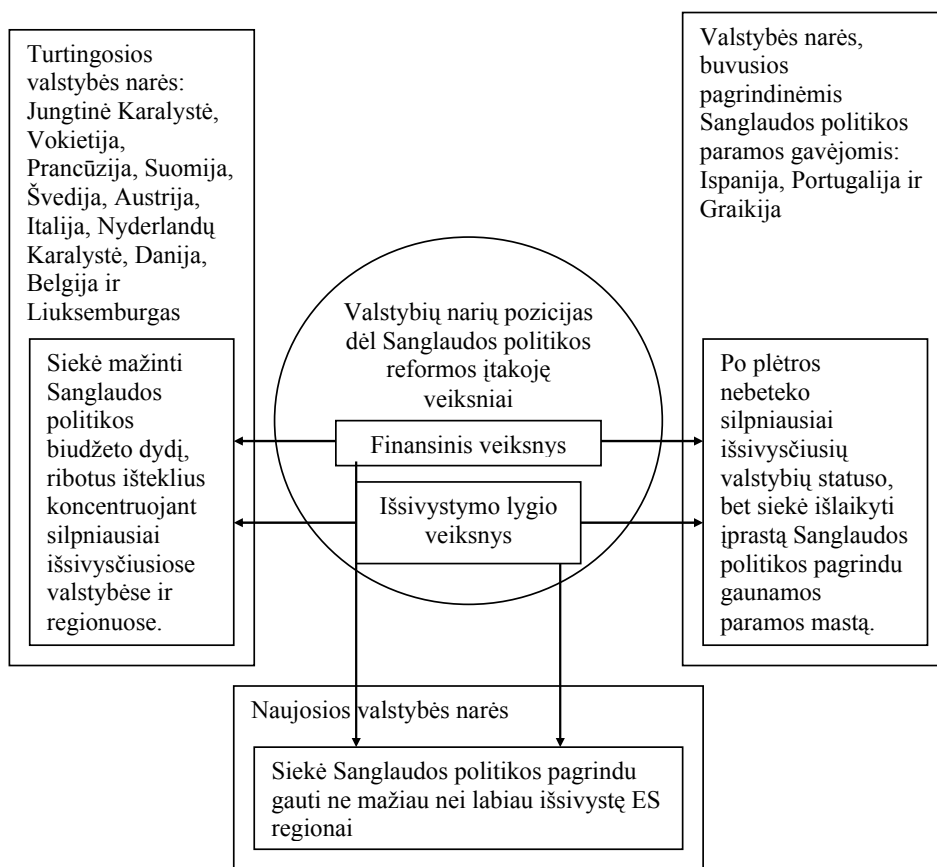 Turtingosios
valstybės narės:
Jungtinė Karalystė,
Vokietija,
Prancūzija, Suomija,
Švedija, Austrija,
Italija, Nyderlandų
Karalystė, Danija,
Belgija ir
Liuksemburgas
Siekė mažinti
Sanglaudos
politikos
biudžeto dydį,
ribotus išteklius
koncentruojant
silpniausiai
išsivysčiusiose
valstybėse ir
regionuose.
Valstybių narių pozicijas
dėl Sanglaudos politikos
reformos įtakoję
veiksniai
Finansinis veiksnys
Išsivystymo lygio
veiksnys
Valstybės narės,
buvusios
pagrindinėmis
Sanglaudos politikos
paramos gavėjomis:
Ispanija, Portugalija ir
Graikija
Po plėtros
nebeteko
silpniausiai
išsivysčiusių
valstybių statuso,
bet siekė išlaikyti
įprastą Sanglaudos
politikos pagrindu
gaunamos
paramos mastą.
Naujosios valstybės narės
Siekė Sanglaudos politikos pagrindu
gauti ne mažiau nei labiau išsivystę ES
regionai